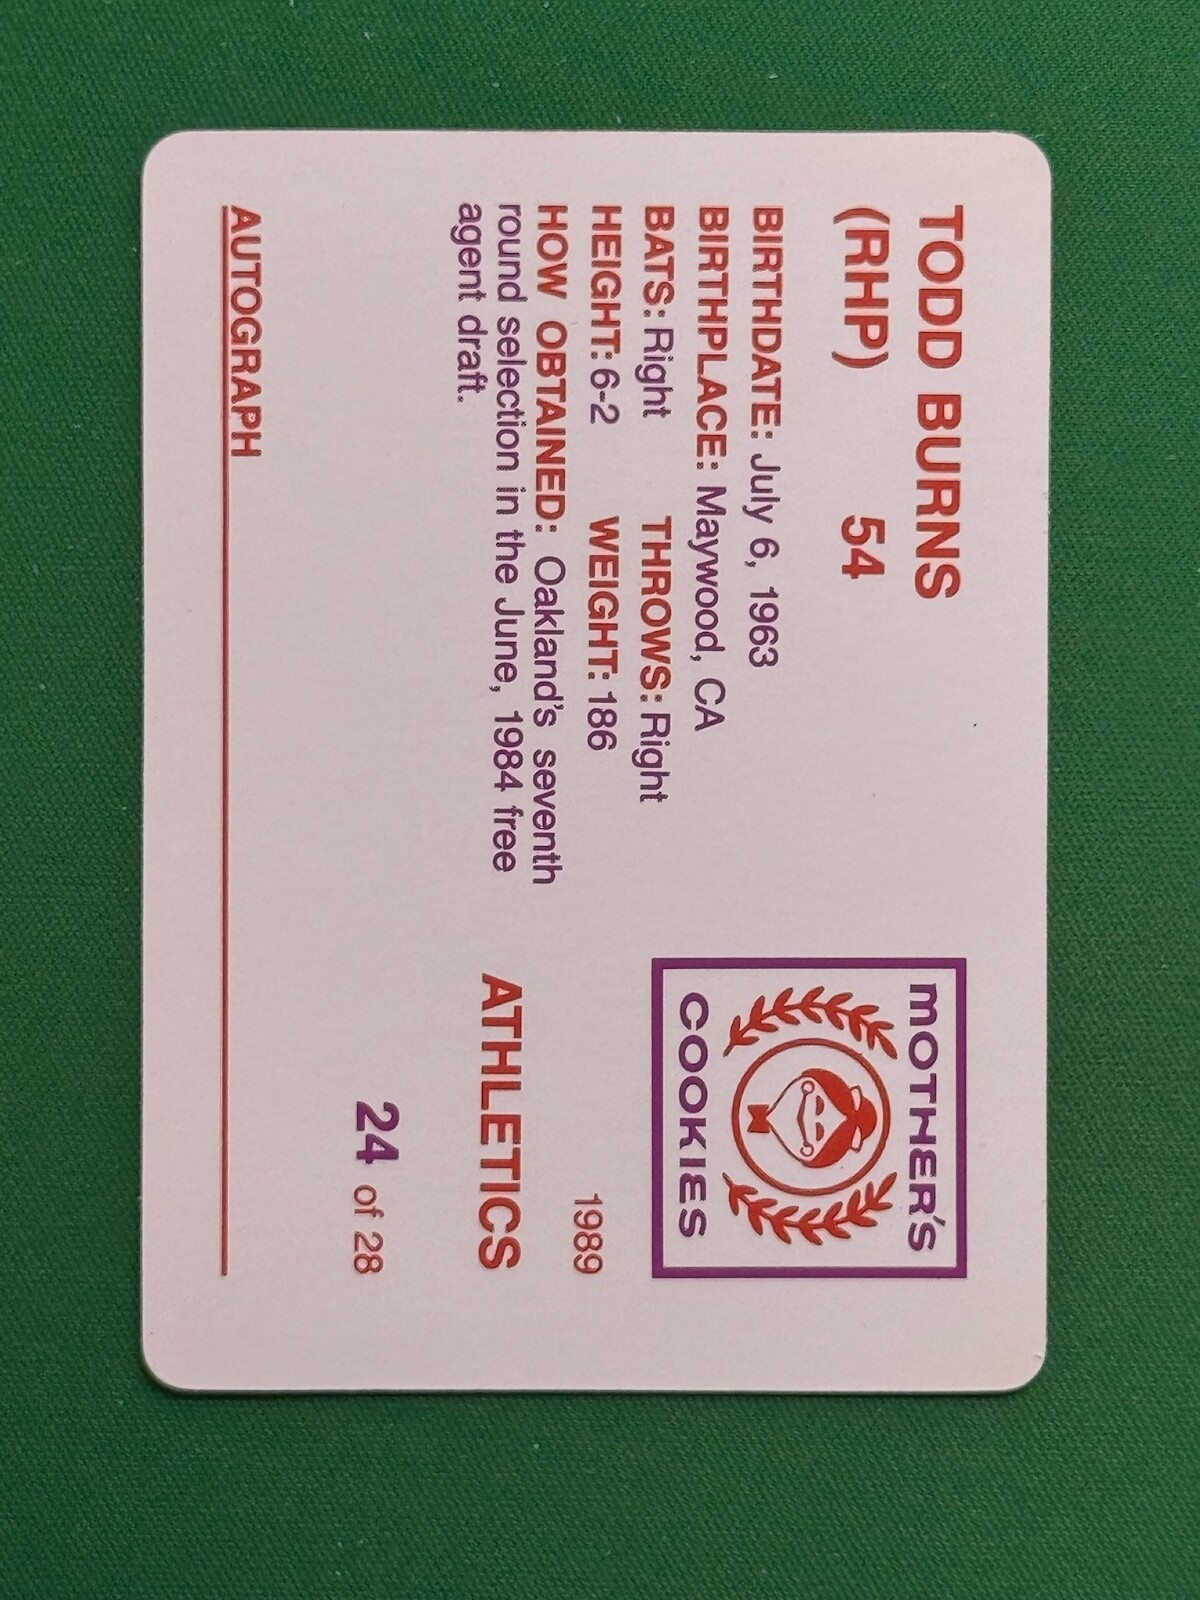 TODD BURNS
(RHP) 54
BIRTHDATE: July 6, 1963
BIRTHPLACE: Maywood, CA
BATS: Right THROWS: Right
HEIGHT: 6-2 WEIGHT: 186
HOW OBTAINED: Oakland's seventh
round selection in the June, 1984 free
agent draft.
AUTOGRAPH
MOTHER'S
COOKIES
1989
ATHLETICS
24 of 28